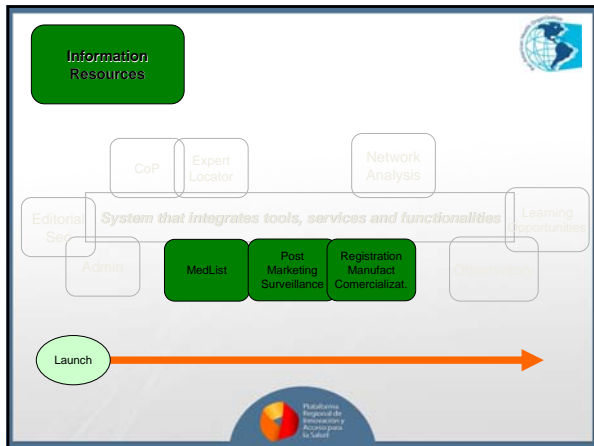 Information
Resources
CoP
Expert
Locator
Network
Analysis
Editorial
Sec
System that integrates tools, services and functionalities
Learning
Opportunities
Admin
MedList
Post
Marketing
Surveillance
Registration
Manufact
Comercializat.
Launch
Plataforma
Regional de
Innovación y
Acceso para
la Salud